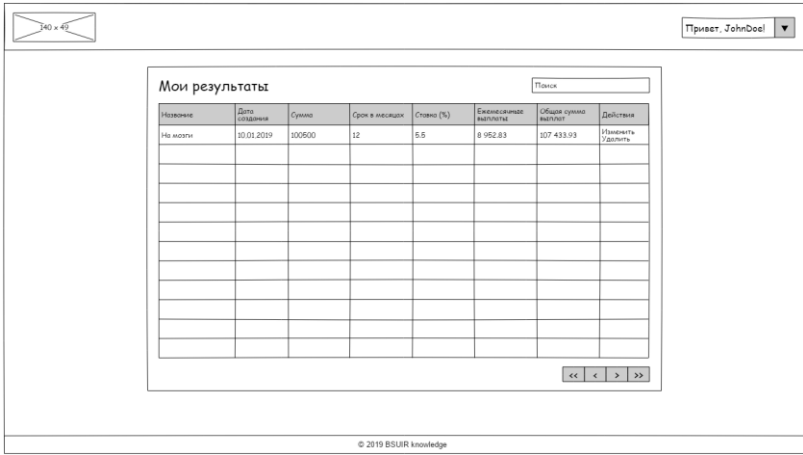 140 x 49
Привет, JohnDoe! ▼
Мои результаты
Поиск
Название Дата создания Сумма Срок в месяцах Ставка (%) Ежемесячные выплаты Общая сумма выплат Действия
На мозги 10.01.2019 100500 12 5.5 8 952.83 107 433.93 Изменить
Удалить
<< < > >>
© 2019 BSUIR knowledge